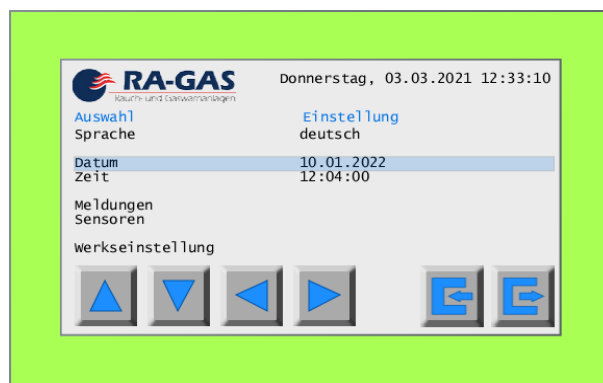 RA-GAS
Rauch- und Gaswarnanlagen
Donnerstag, 03.03.2021 12:33:10
Auswahl Einstellung
Sprache deutsch
Datum 10.01.2022
Zeit 12:04:00
Meldungen
Sensoren
Werkseinstellung